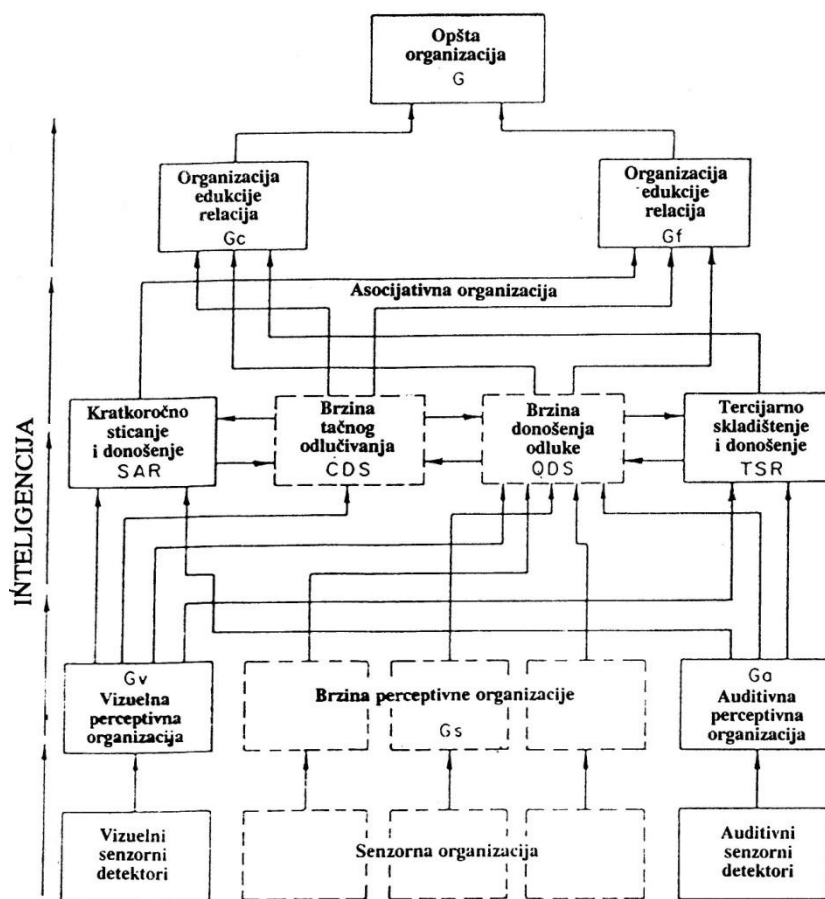 Opšta
organizacija
G
Organizacija
edukcije
relacija
Gc
Organizacija
edukcije
relacija
Gf
Asocijativna organizacija
Kratkoročno
sticanje
i donošenje
SAR
Brzina
tačnog
odlučivanja
CDS
Brzina
donošenja
odluke
QDS
Tercijarno
skladištenje
i donošenje
TSR
INTELIGENCIJA
Gv
Vizuelna
perceptivna
organizacija
Brzina perceptivne organizacije
Gs
Ga
Auditivna
perceptivna
organizacija
Vizuelni
senzorni
detektori
Senzorna organizacija
Auditivni
senzorni
detektori